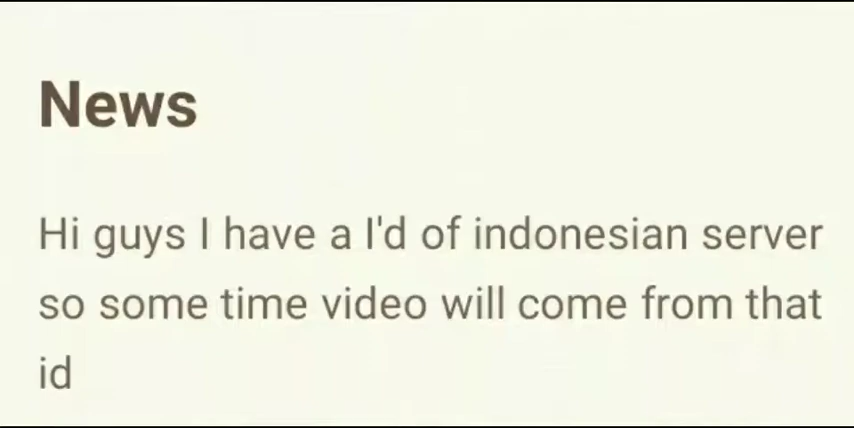 News
Hi guys I have a I'd of indonesian server
so some time video will come from that
id